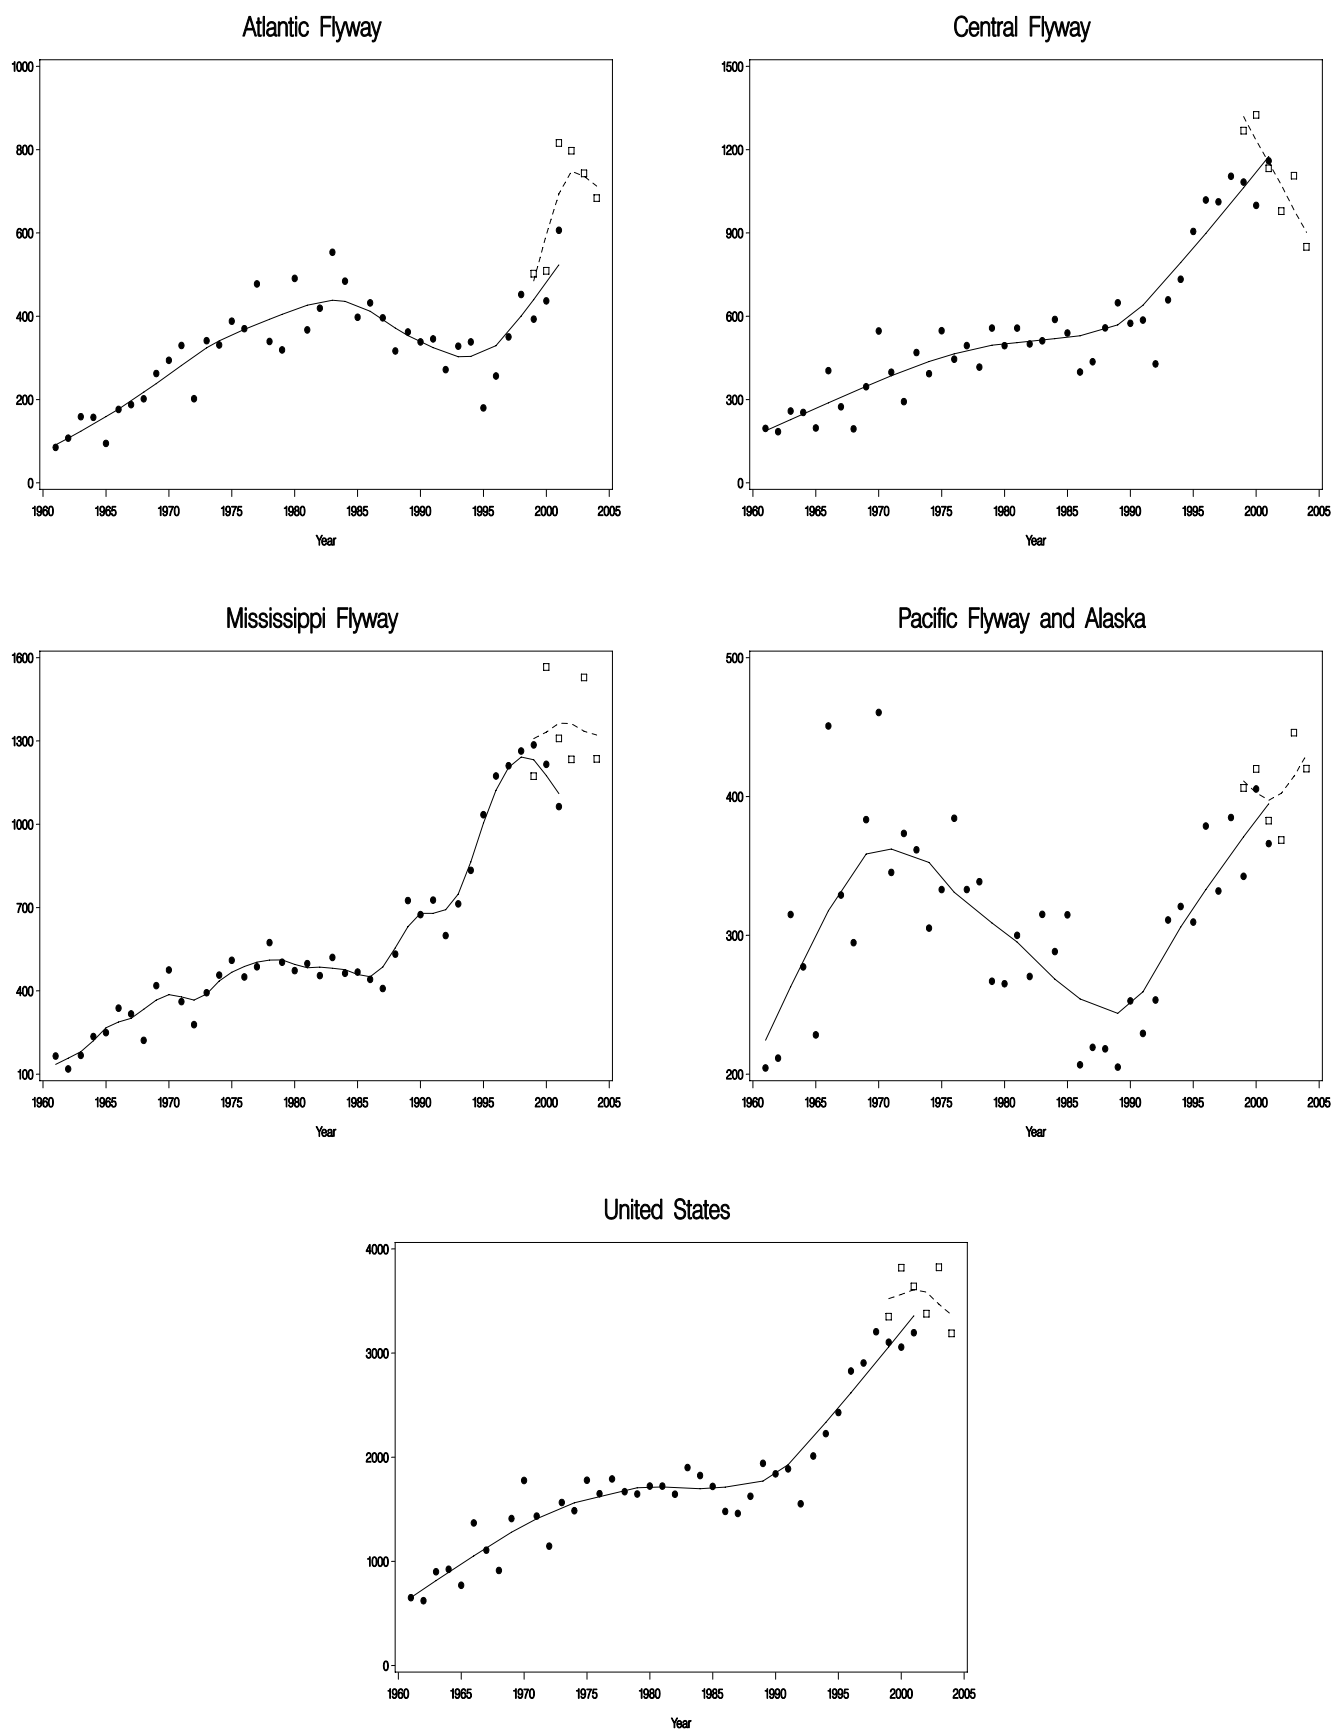 Atlantic Flyway
1000
800
600
400
200
0
1960 1965 1970 1975 1980 1985 1990 1995 2000 2005
Year
Central Flyway
1500
1200
900
600
300
0
1960 1965 1970 1975 1980 1985 1990 1995 2000 2005
Year
Mississippi Flyway
1600
1300
1000
700
400
100
1960 1965 1970 1975 1980 1985 1990 1995 2000 2005
Year
Pacific Flyway and Alaska
500
400
300
200
1960 1965 1970 1975 1980 1985 1990 1995 2000 2005
Year
United States
4000
3000
2000
1000
0
1960 1965 1970 1975 1980 1985 1990 1995 2000 2005
Year